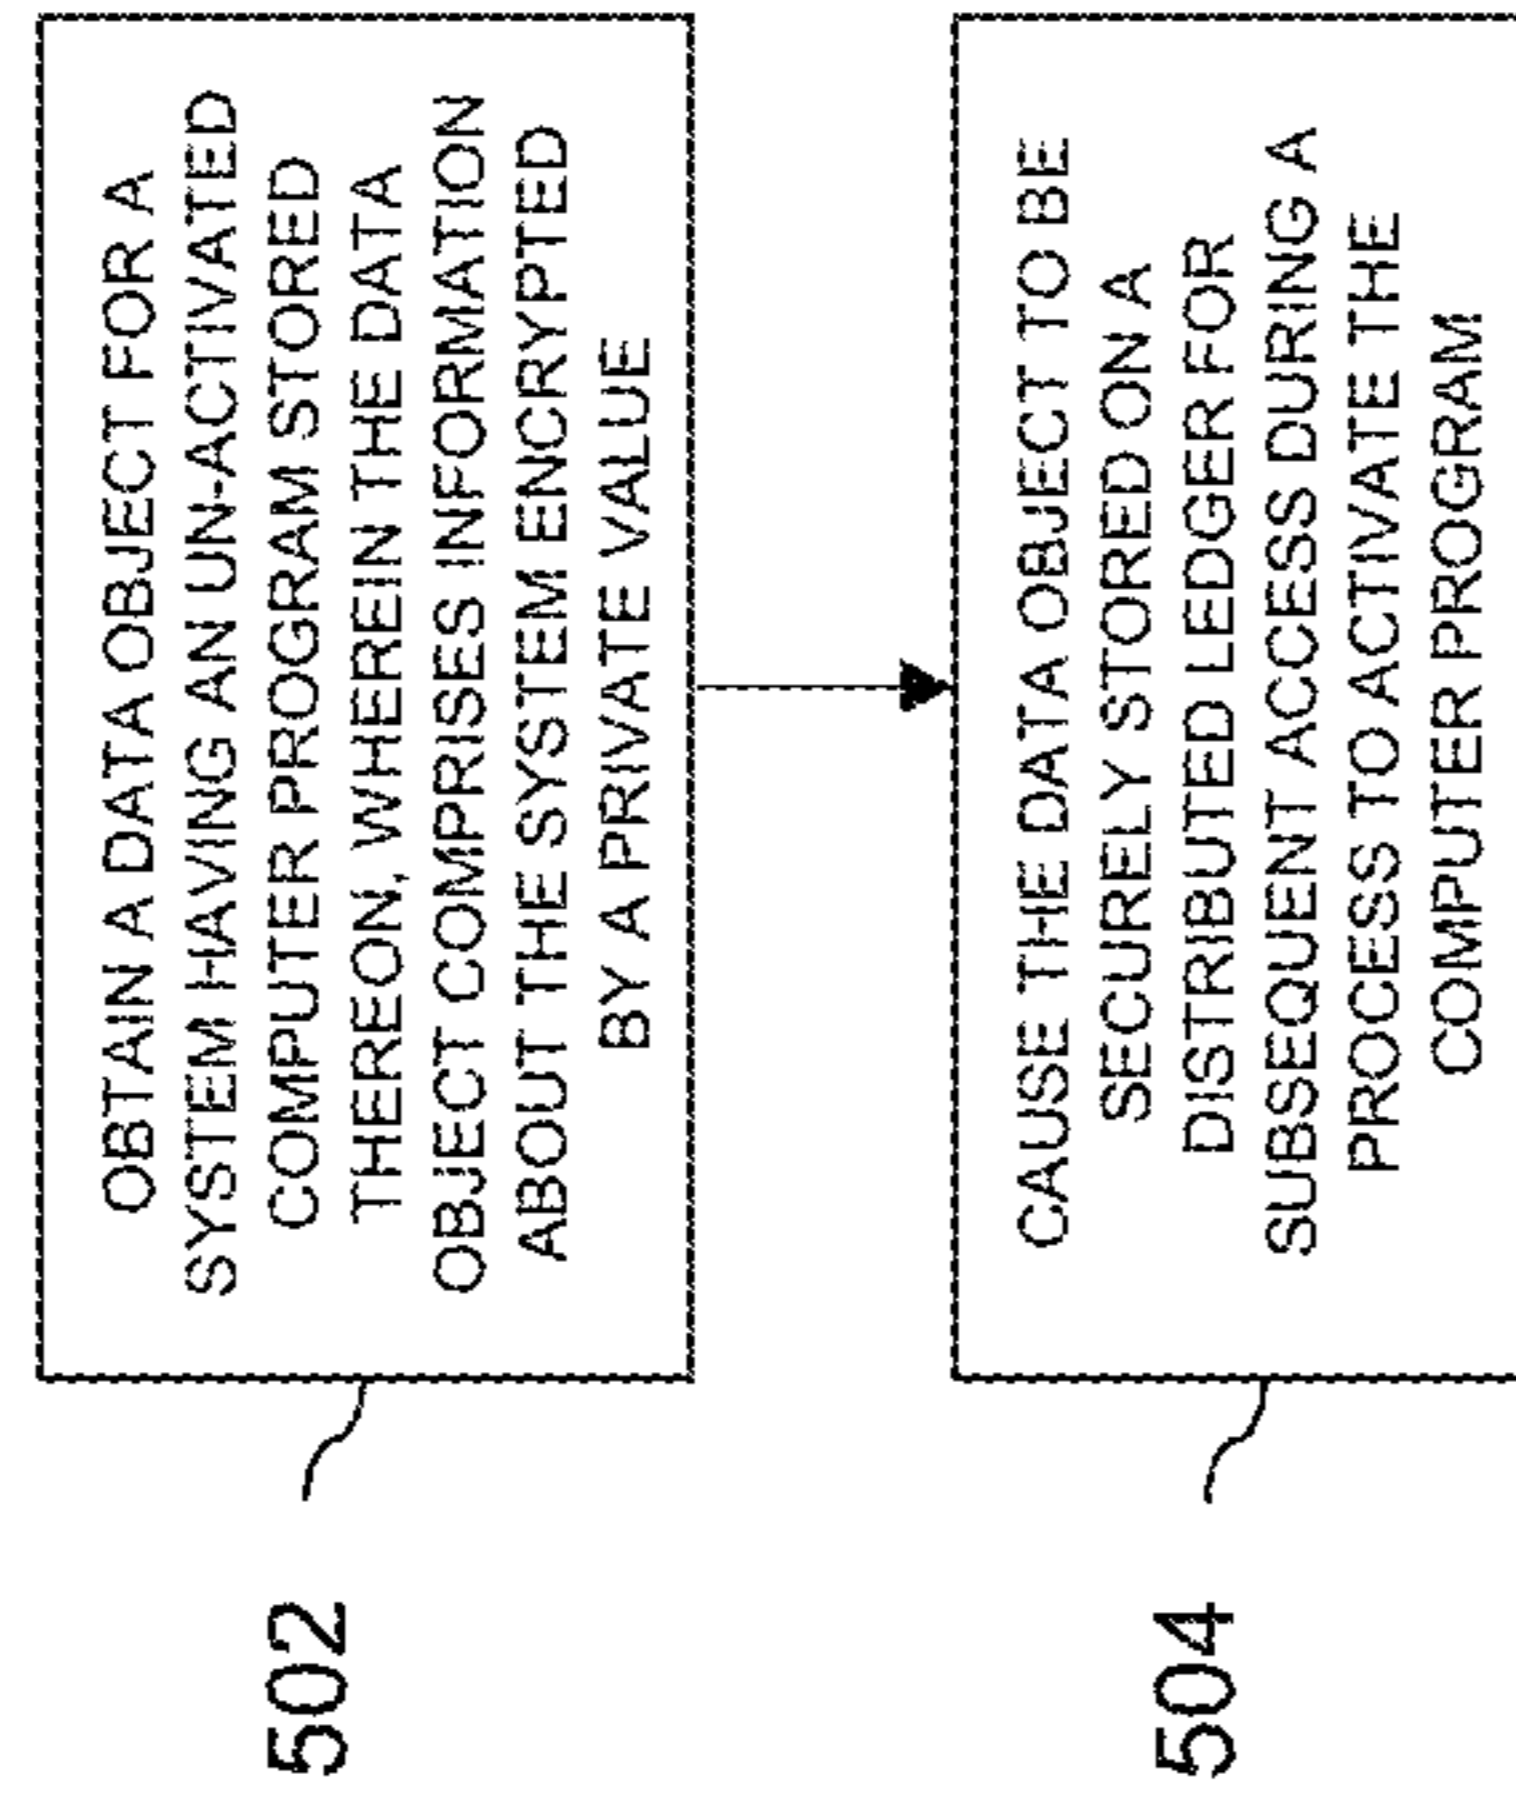 502
OBTAIN A DATA OBJECT FOR A
SYSTEM HAVING AN UN-ACTIVATED
COMPUTER PROGRAM STORED
THEREON, WHEREIN THE DATA
OBJECT COMPRISES INFORMATION
ABOUT THE SYSTEM ENCRYPTED
BY A PRIVATE VALUE
504
CAUSE THE DATA OBJECT TO BE
SECURELY STORED ON A
DISTRIBUTED LEDGER FOR
SUBSEQUENT ACCESS DURING A
PROCESS TO ACTIVATE THE
COMPUTER PROGRAM